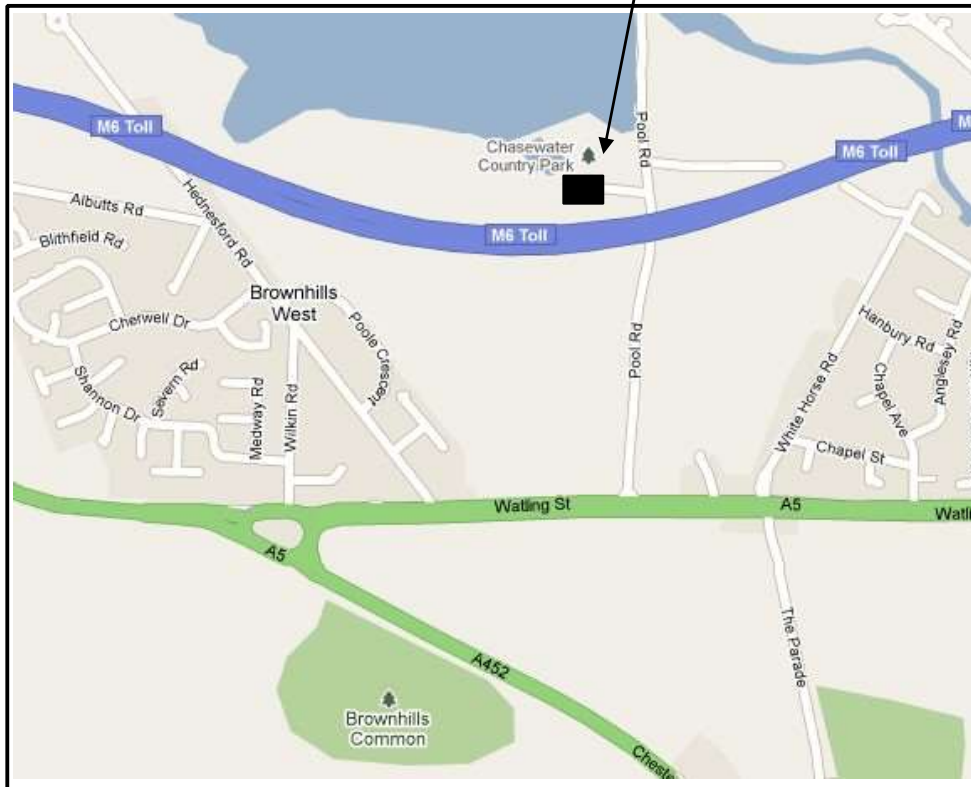 M6 Toll
Chasewater
Country Park
Pool Rd
M6 Toll
M
Albutts Rd
Hednesford Rd
Blithfield Rd
M6 Toll
Brownhills
West
Cherwell Dr
Poole Crescent
Pool Rd
Hanbury Rd
Anglesey Rd
Chapel Ave
White Horse Rd
Shannon Dr
Severn Rd
Medway Rd
Wilkin Rd
Chapel St
Watling St
A5
Watli
A5
The Parade
A452
Brownhills
Common
Cheste